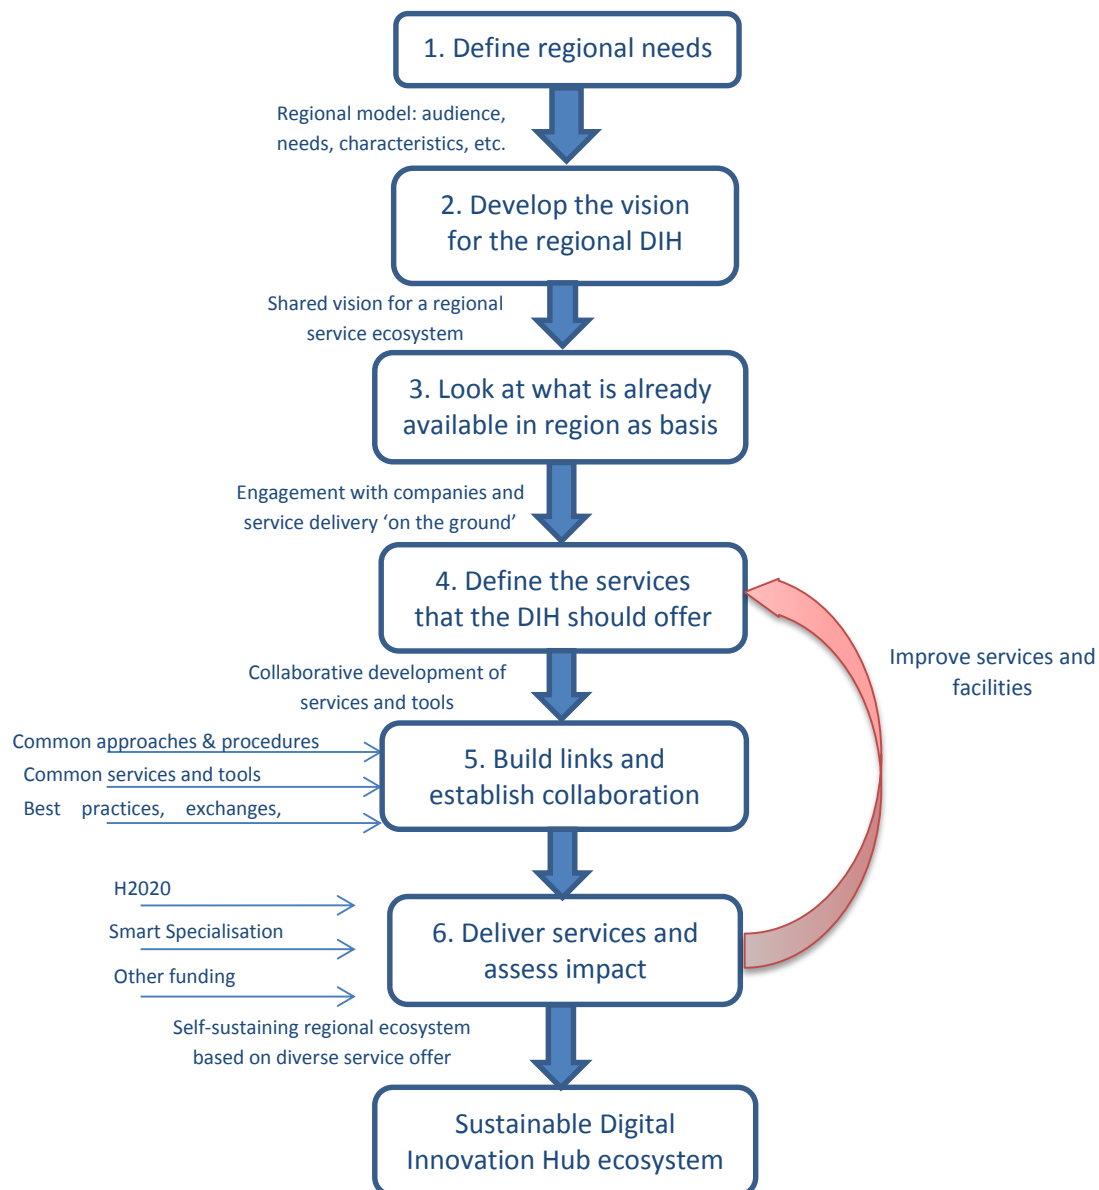 1. Define regional needs
Regional model: audience,
needs, characteristics, etc.
2. Develop the vision
for the regional DIH
Shared vision for a regional
service ecosystem
3. Look at what is already
available in region as basis
Engagement with companies and
service delivery ‘on the ground’
4. Define the services
that the DIH should offer
Improve services and
facilities
Collaborative development of
services and tools
Common approaches & procedures
Common services and tools
Best practices, exchanges,
5. Build links and
establish collaboration
H2020
Smart Specialisation
Other funding
6. Deliver services and
assess impact
Self-sustaining regional ecosystem
based on diverse service offer
Sustainable Digital
Innovation Hub ecosystem